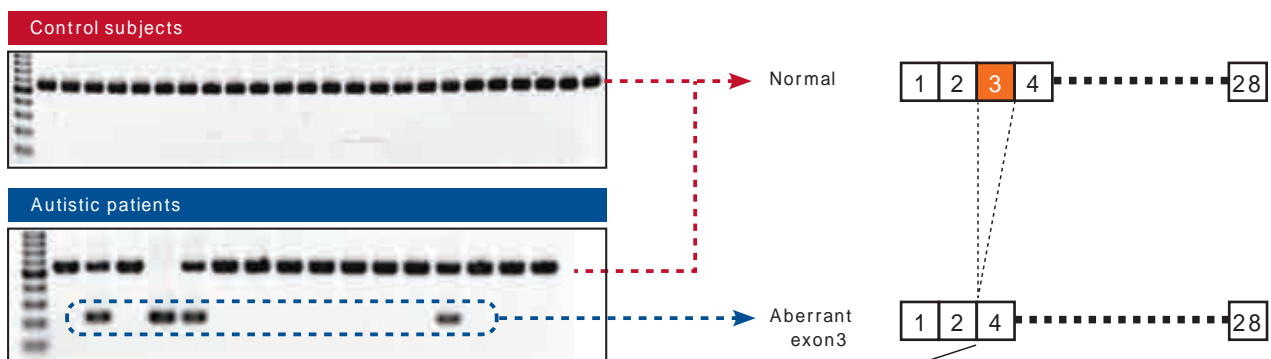 Control subjects
Normal
1 2 3 4 28
Autistic patients
Aberrant
exon3
1 2 4 28